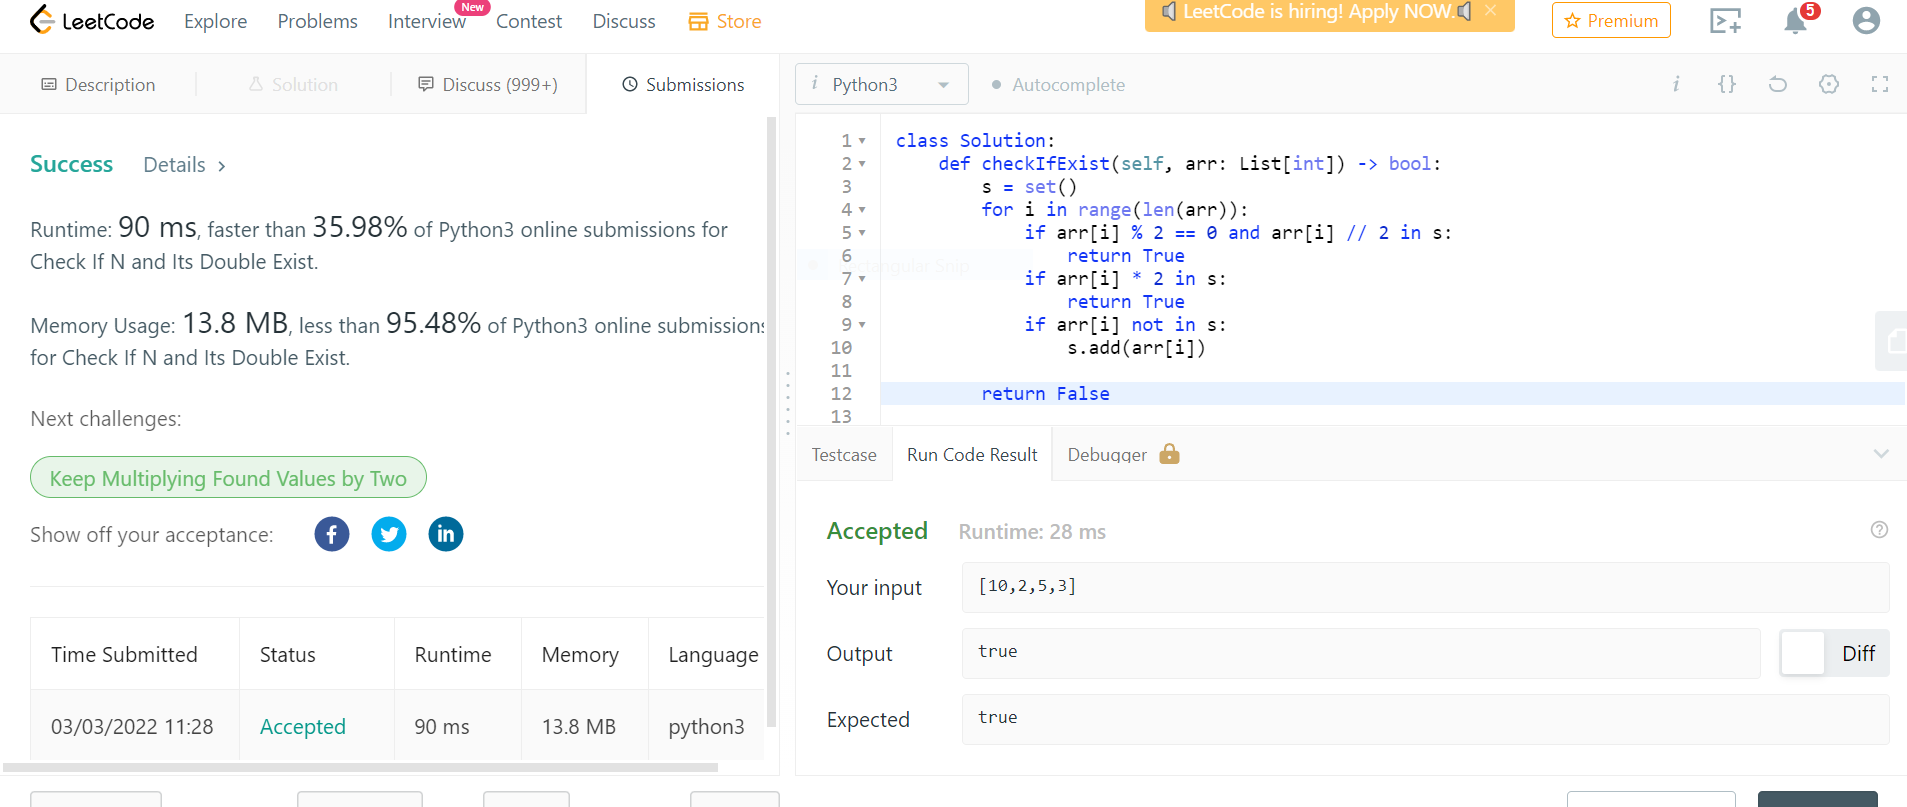 LeetCode Explore Problems Interview New Contest Discuss Store LeetCode is hiring! Apply NOW. × Premium 5
Description Solution Discuss (999+) Submissions
i Python3 Autocomplete i {}
Success Details >
Runtime: 90 ms, faster than 35.98% of Python3 online submissions for
Check If N and Its Double Exist.
Memory Usage: 13.8 MB, less than 95.48% of Python3 online submissions
for Check If N and Its Double Exist.
Next challenges:
Keep Multiplying Found Values by Two
Show off your acceptance: f in
Time Submitted Status Runtime Memory Language
03/03/2022 11:28 Accepted 90 ms 13.8 MB python3
1 class Solution:
2 def checkIfExist(self, arr: List[int]) -> bool:
3 s = set()
4 for i in range(len(arr)):
5 if arr[i] % 2 == 0 and arr[i] // 2 in s:
6 return True
7 if arr[i] * 2 in s:
8 return True
9 if arr[i] not in s:
10 s.add(arr[i])
11
12 return False
13
Testcase Run Code Result Debugger
Accepted Runtime: 28 ms
Your input [10,2,5,3]
Output true Diff
Expected true